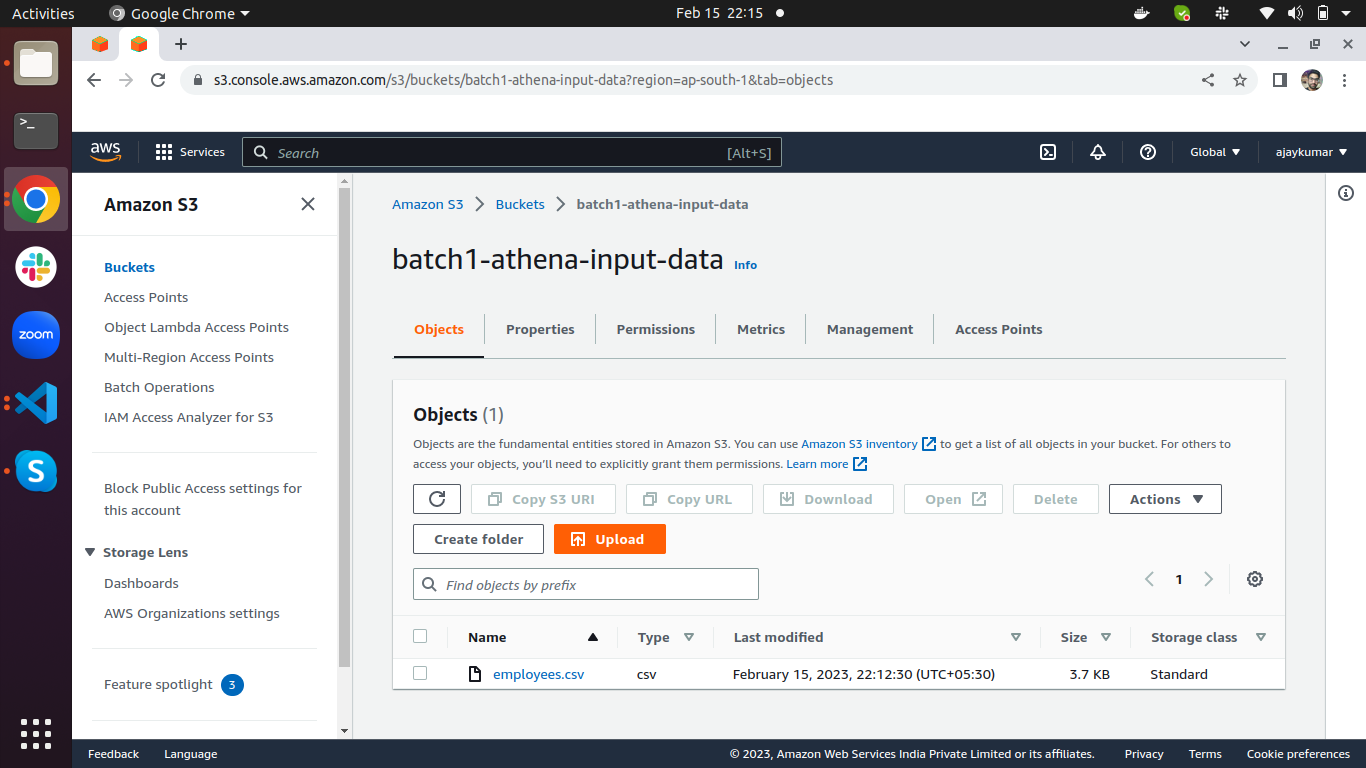 Activities Google Chrome Feb 15 22:15
s3.console.aws.amazon.com/s3/buckets/batch1-athena-input-data?region=ap-south-1&tab=objects
aws Services Search [Alt+S] Global ajaykumar
Amazon S3
Buckets
Access Points
Object Lambda Access Points
Multi-Region Access Points
Batch Operations
IAM Access Analyzer for S3
Block Public Access settings for
this account
Storage Lens
Dashboards
AWS Organizations settings
Feature spotlight 3
Amazon S3 Buckets batch1-athena-input-data
batch1-athena-input-data Info
Objects Properties Permissions Metrics Management Access Points
Objects (1)
Objects are the fundamental entities stored in Amazon S3. You can use Amazon S3 inventory to get a list of all objects in your bucket. For others to
access your objects, you'll need to explicitly grant them permissions. Learn more
Copy S3 URI Copy URL Download Open Delete Actions
Create folder Upload
Find objects by prefix 1
Name Type Last modified Size Storage class
employees.csv csv February 15, 2023, 22:12:30 (UTC+05:30) 3.7 KB Standard
>_
zoom
S
Feedback Language © 2023, Amazon Web Services India Private Limited or its affiliates. Privacy Terms Cookie preferences